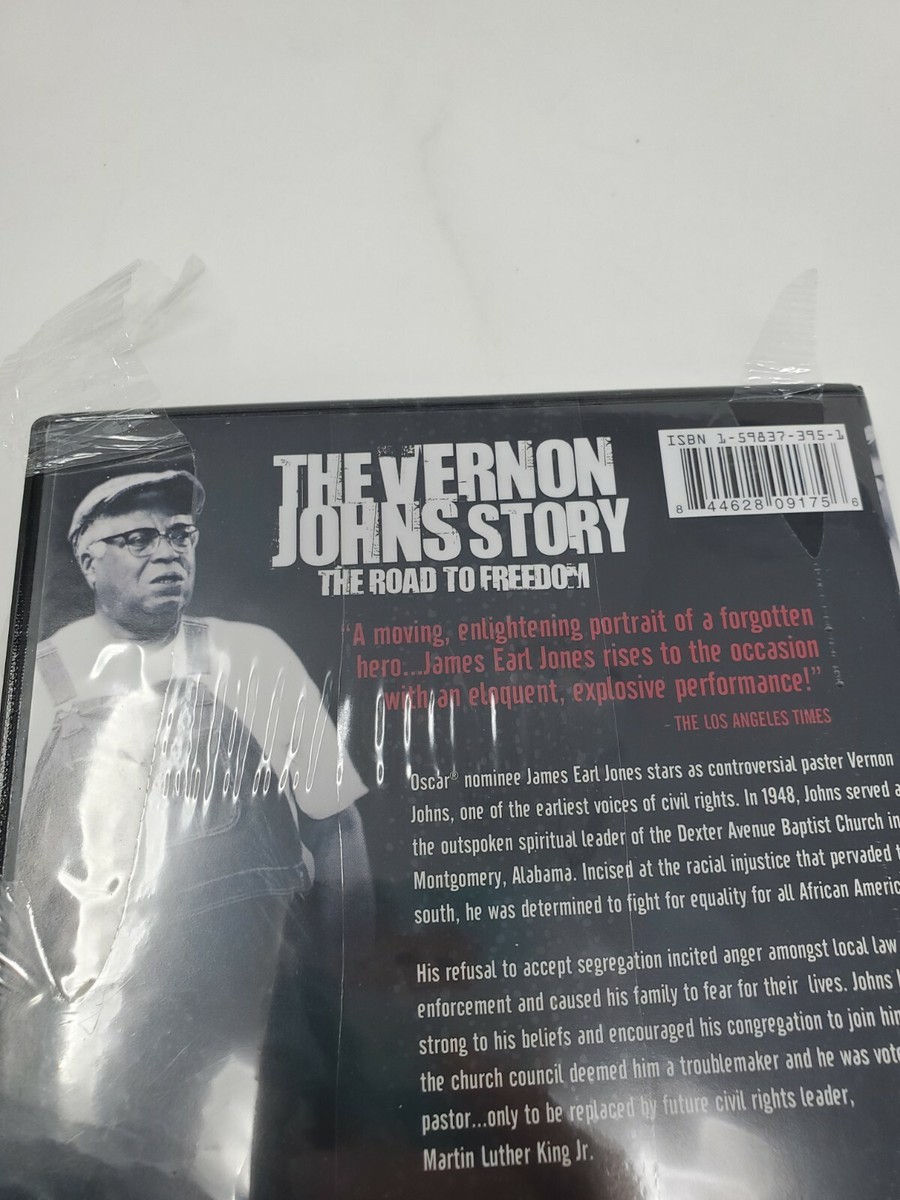 ISBN 1-59837-395-1
8 44628 09175 6
THE VERNON
JOHNS STORY
THE ROAD TO FREEDOM
"A moving, enlightening portrait of a forgotten
hero...James Earl Jones rises to the occasion
with an eloquent, explosive performance!"
- THE LOS ANGELES TIMES
Oscar® nominee James Earl Jones stars as controversial paster Vernon
Johns, one of the earliest voices of civil rights. In 1948, Johns served
the outspoken spiritual leader of the Dexter Avenue Baptist Church in
Montgomery, Alabama. Incised at the racial injustice that pervaded
south, he was determined to fight for equality for all African
His refusal to accept segregation incited anger amongst local law
enforcement and caused his family to fear for their lives. Johns
strong to his beliefs and encouraged his congregation to join
the church council deemed him a troublemaker and he was
pastor...only to be replaced by future civil rights leader,
Martin Luther King Jr.